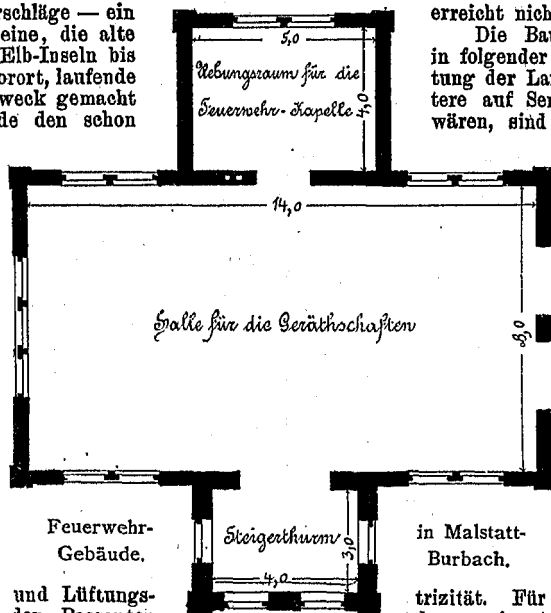 erschläge — ein
eine, die alte
Elb-Inseln bis
orort, laufende
weck gemacht
de den schon
erreicht nich
Die Bau
in folgender
tung der La
tere auf Se
wären, sind
5,0
Uebungsraum für die
Feuerwehr-Kapelle
4,0
14,0
Halle für die Geräthschaften
8,0
Feuerwehr-
Gebäude.
Steigerthurm
3,0
4,0
in Malstatt-
Burbach.
und Lüftungs-
trizität. Für